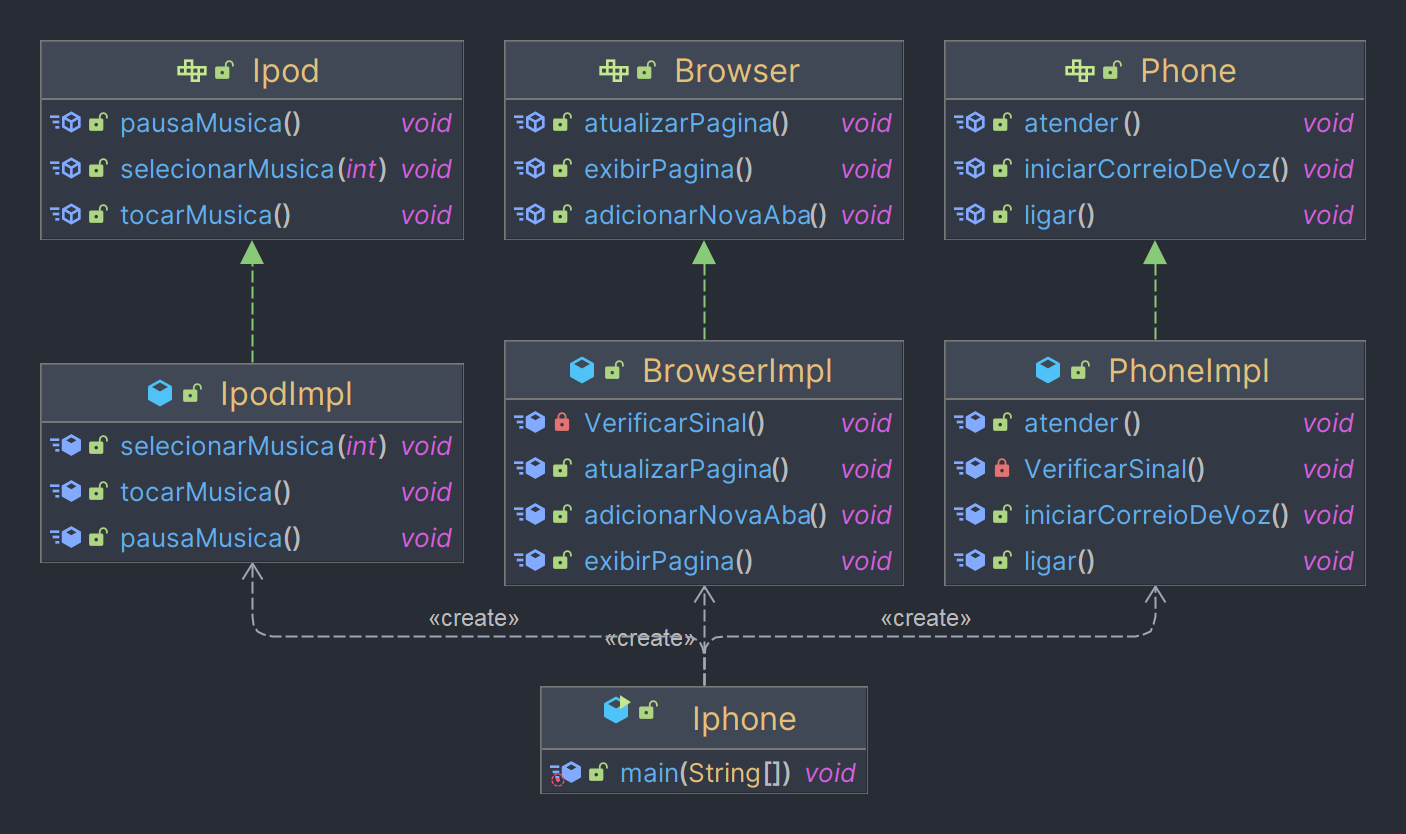 Ipod
pausaMusica() void
selecionarMusica(int) void
tocarMusica() void
Browser
atualizarPagina() void
exibirPagina() void
adicionarNovaAba() void
Phone
atender() void
iniciarCorreioDeVoz() void
ligar() void
IpodImpl
selecionarMusica(int) void
tocarMusica() void
pausaMusica() void
BrowserImpl
VerificarSinal() void
atualizarPagina() void
adicionarNovaAba() void
exibirPagina() void
PhoneImpl
atender() void
VerificarSinal() void
iniciarCorreioDeVoz() void
ligar() void
«create»
«create»
«create»
Iphone
main(String[]) void